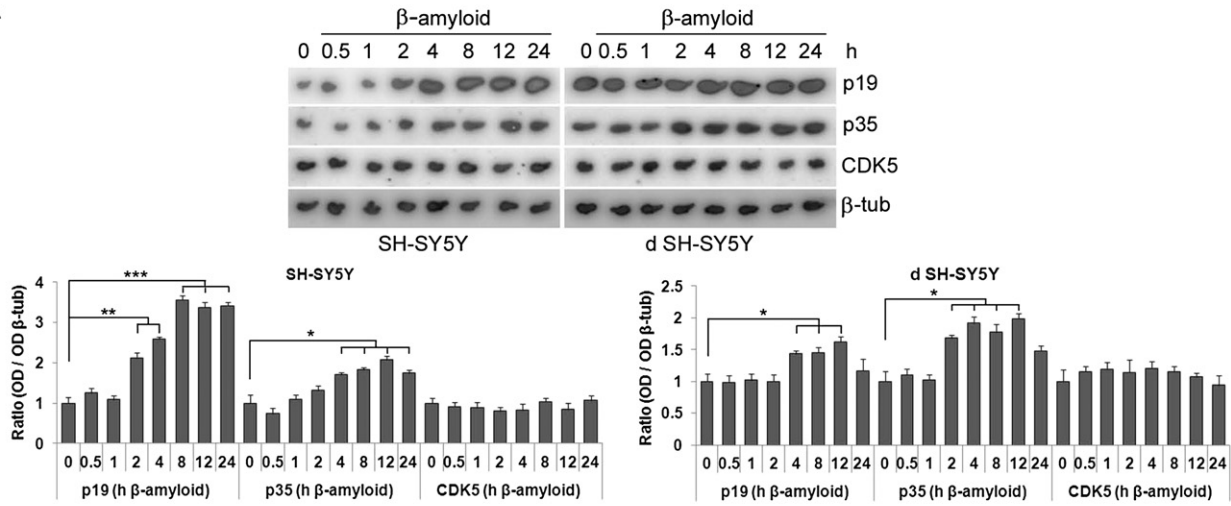 β-amyloid β-amyloid
0 0.5 1 2 4 8 12 24 h 0 0.5 1 2 4 8 12 24 h
p19
p35
CDK5
β-tub
SH-SY5Y d SH-SY5Y
SH-SY5Y
Ratio (OD / OD β-tub)
4
3
2
1
0
***
**
*
0 0.5 1 2 4 8 12 24 0 0.5 1 2 4 8 12 24 0 0.5 1 2 4 8 12 24
p19 (h β-amyloid) p35 (h β-amyloid) CDK5 (h β-amyloid)
d SH-SY5Y
Ratio (OD / OD β-tub)
2.5
2
1.5
1
0.5
0
*
*
0 0.5 1 2 4 8 12 24 0 0.5 1 2 4 8 12 24 0 0.5 1 2 4 8 12 24
p19 (h β-amyloid) p35 (h β-amyloid) CDK5 (h β-amyloid)